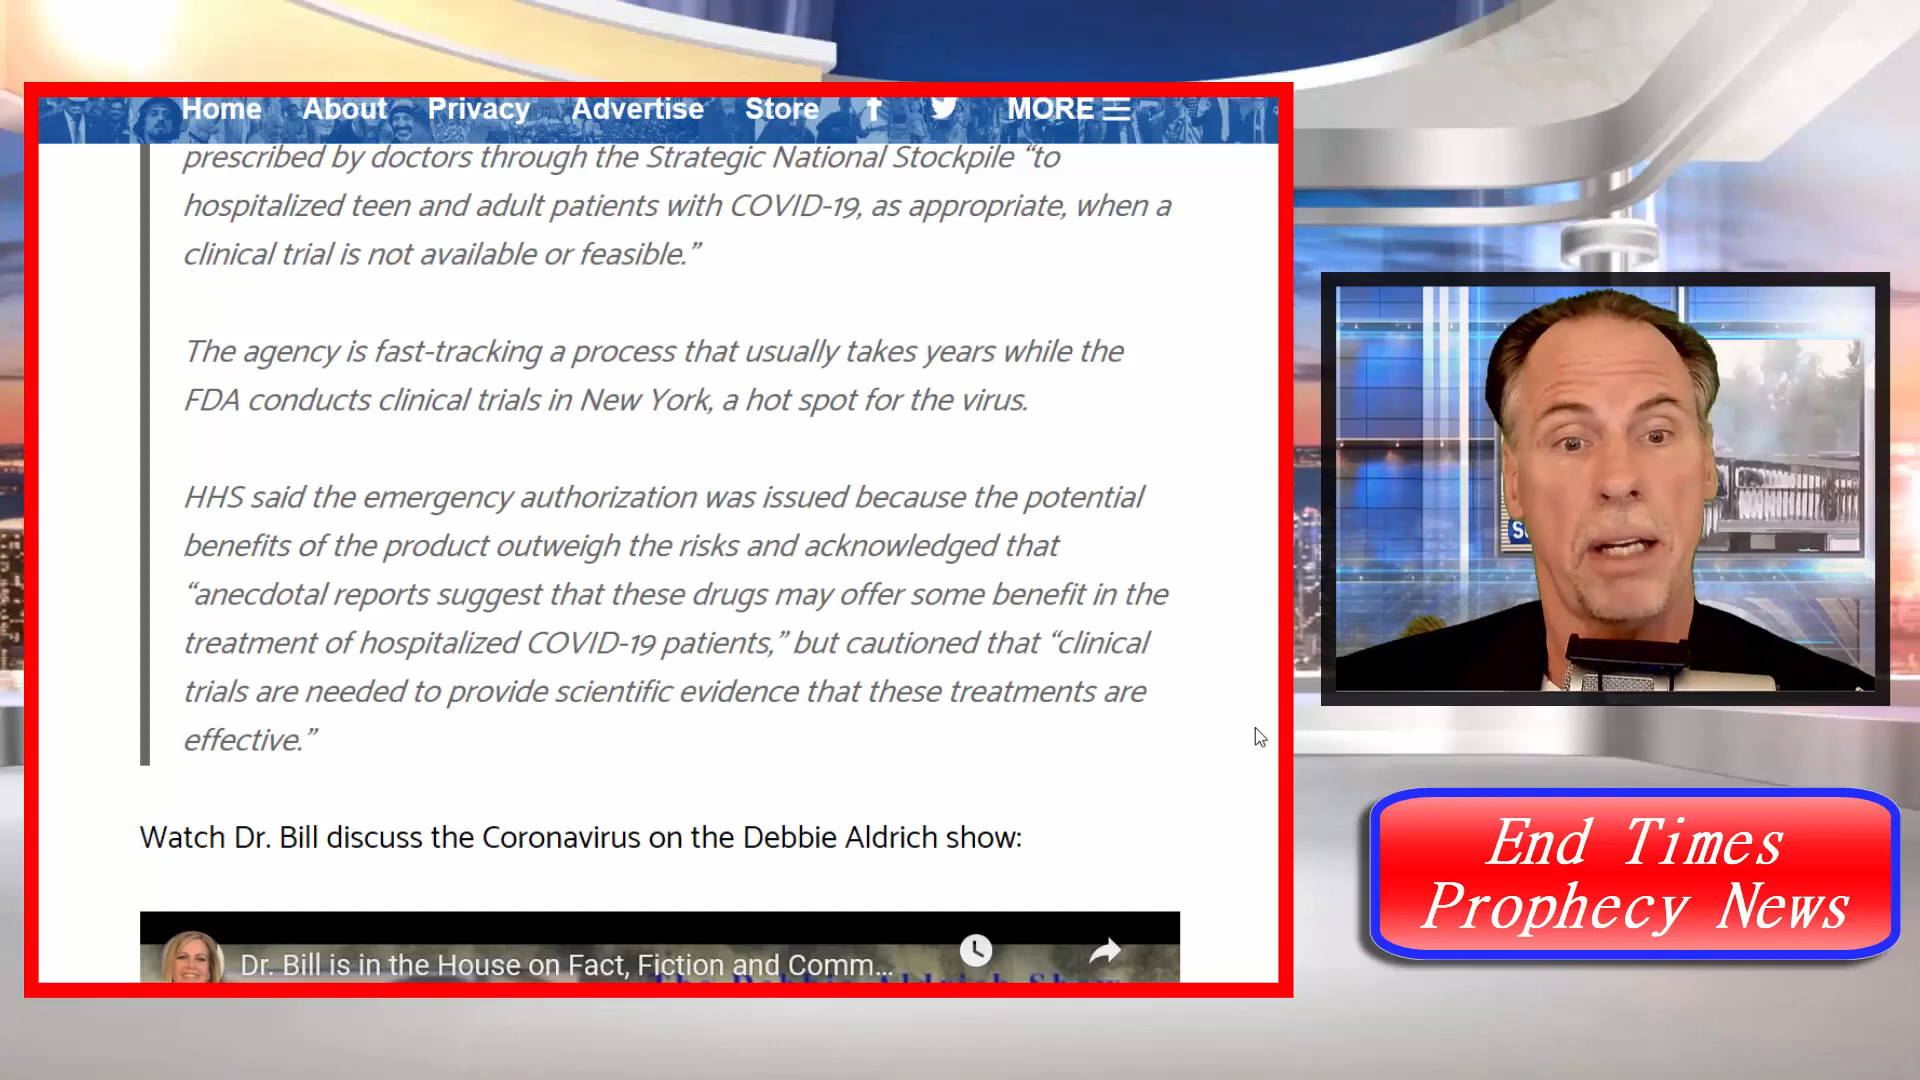 Home About Privacy Advertise Store MORE
prescribed by doctors through the Strategic National Stockpile “to
hospitalized teen and adult patients with COVID-19, as appropriate, when a
clinical trial is not available or feasible.”
The agency is fast-tracking a process that usually takes years while the
FDA conducts clinical trials in New York, a hot spot for the virus.
HHS said the emergency authorization was issued because the potential
benefits of the product outweigh the risks and acknowledged that
“anecdotal reports suggest that these drugs may offer some benefit in the
treatment of hospitalized COVID-19 patients,” but cautioned that “clinical
trials are needed to provide scientific evidence that these treatments are
effective.”
Watch Dr. Bill discuss the Coronavirus on the Debbie Aldrich show:
Dr. Bill is in the House on Fact, Fiction and Comm...
The Debbie Aldrich Show
End Times
Prophecy News